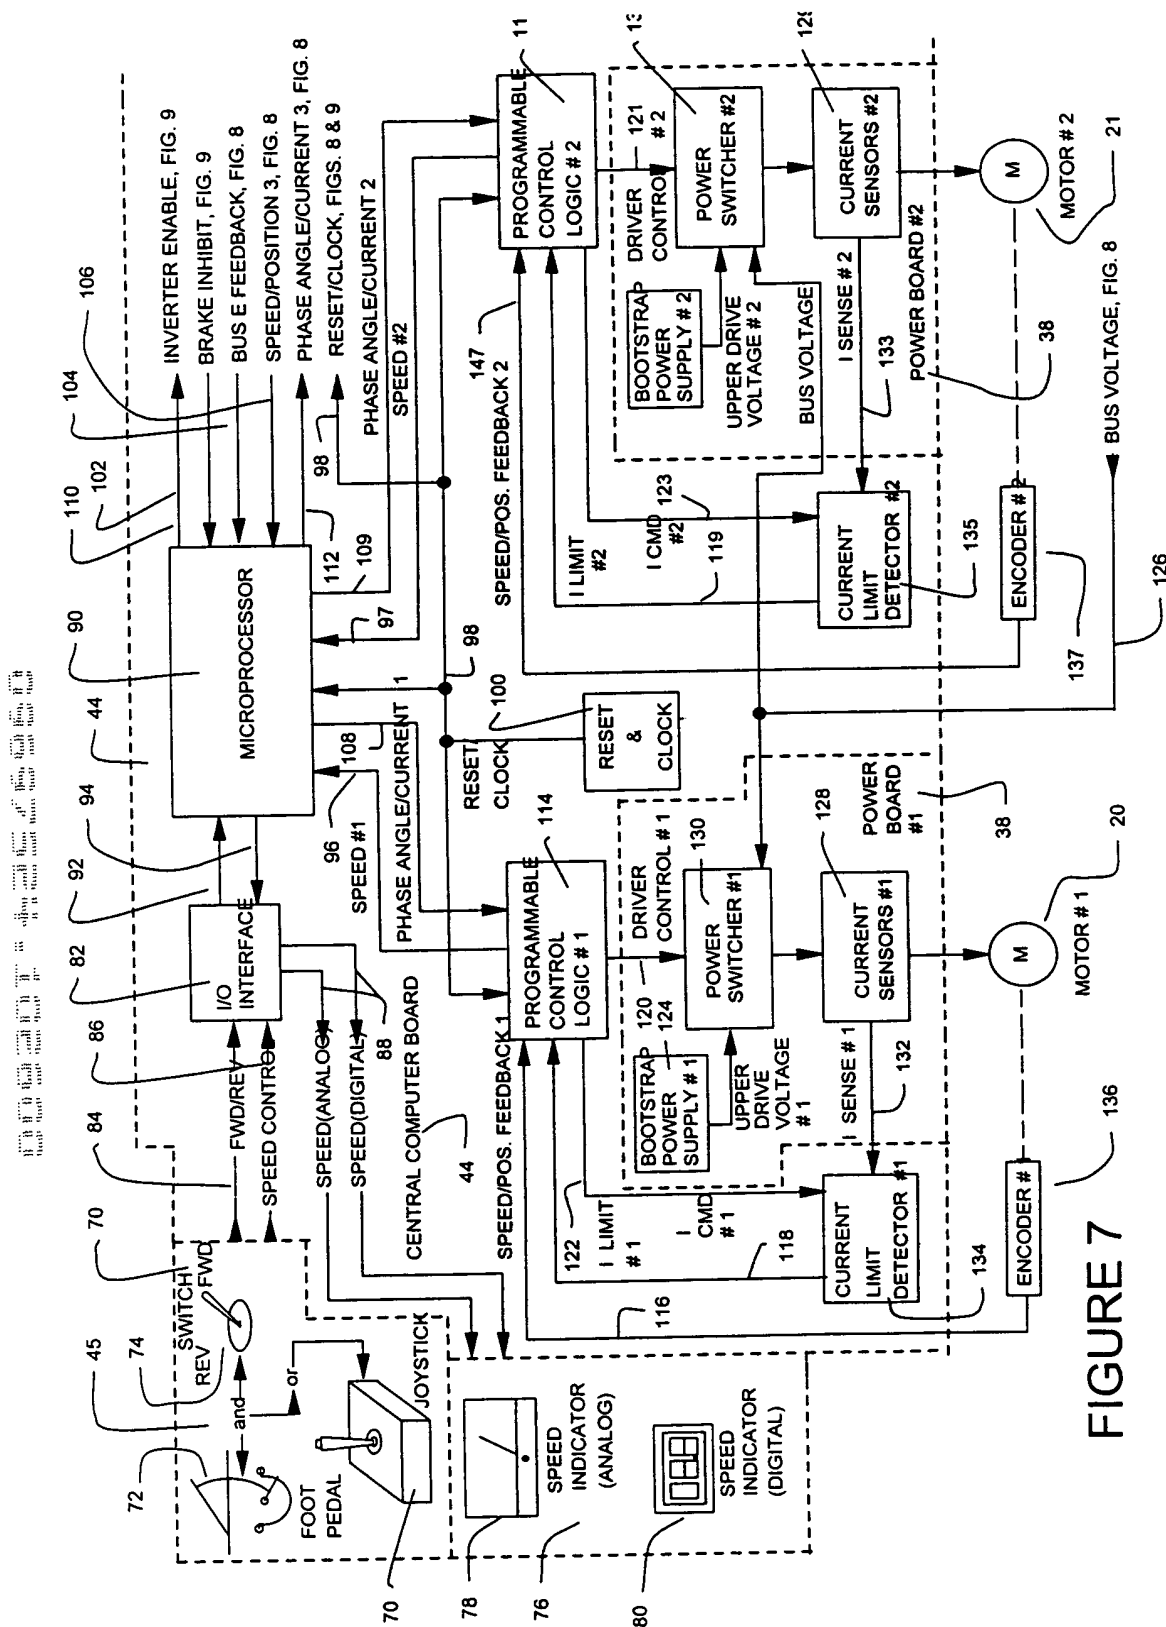 INVERTER ENABLE, FIG. 9
BRAKE INHIBIT, FIG. 9
BUS E FEEDBACK, FIG. 8
SPEED/POSITION 3, FIG. 8
PHASE ANGLE/CURRENT 3, FIG. 8
RESET/CLOCK, FIGS. 8 & 9
PHASE ANGLE/CURRENT 2
SPEED #2
106
104
102
110
98
90
44
MICROPROCESSOR
112
109
97
94
92
82
I/O
INTERFACE
86
84
FWD/REV
SPEED CONTROL
88
SPEED(ANALOG)
SPEED(DIGITAL)
70
45
74
72
SWITCH
FWD
REV
and
or
FOOT
PEDAL
JOYSTICK
70
78
76
80
SPEED
INDICATOR
(ANALOG)
SPEED
INDICATOR
(DIGITAL)
CENTRAL COMPUTER BOARD
44
96
SPEED #1
108
PHASE ANGLE/CURRENT 1
98
100
RESET/
CLOCK
RESET
&
CLOCK
11
PROGRAMMABLE
CONTROL
LOGIC # 2
147
SPEED/POS. FEEDBACK 2
I LIMIT
#2
I CMD
#2
123
119
121
DRIVER
CONTROL # 2
13
POWER
SWITCHER #2
BOOTSTRAP
POWER
SUPPLY # 2
UPPER DRIVE
VOLTAGE # 2
BUS VOLTAGE
CURRENT
SENSORS #2
I SENSE # 2
133
POWER BOARD #2
38
CURRENT
LIMIT
DETECTOR #2
135
M
MOTOR # 2
21
ENCODER # 2
137
BUS VOLTAGE, FIG. 8
126
114
PROGRAMMABLE
CONTROL
LOGIC # 1
SPEED/POS. FEEDBACK 1
122
I LIMIT
# 1
I CMD
# 1
118
116
120
DRIVER
CONTROL # 1
124
BOOTSTRAP
POWER
SUPPLY # 1
UPPER
DRIVE
VOLTAGE
# 1
130
POWER
SWITCHER #1
128
CURRENT
SENSORS #1
I SENSE # 1
132
POWER
BOARD
#1
38
CURRENT
LIMIT
DETECTOR #1
134
20
M
MOTOR # 1
ENCODER #
136
FIGURE 7